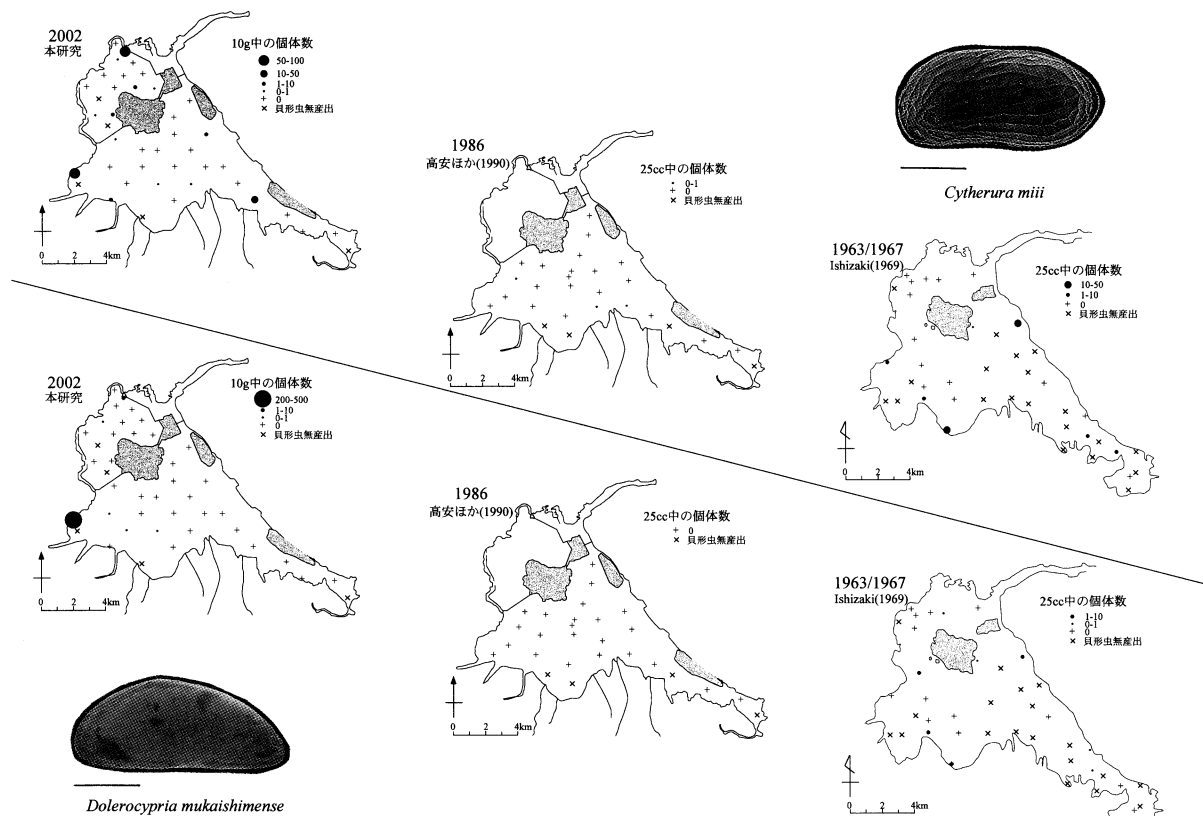 2002
本研究
10g中の個体数
50-100
10-50
1-10
0-1
0
貝形虫無産出
0 2 4km
1986
高安ほか(1990)
25cc中の個体数
0-1
0
貝形虫無産出
0 2 4km
Cytherura miii
1963/1967
Ishizaki(1969)
25cc中の個体数
10-50
1-10
0
貝形虫無産出
0 2 4km
2002
本研究
10g中の個体数
200-500
1-10
0-1
0
貝形虫無産出
0 2 4km
Dolerocypria mukaishimense
1986
高安ほか(1990)
25cc中の個体数
0
貝形虫無産出
0 2 4km
1963/1967
Ishizaki(1969)
25cc中の個体数
1-10
0-1
0
貝形虫無産出
0 2 4km